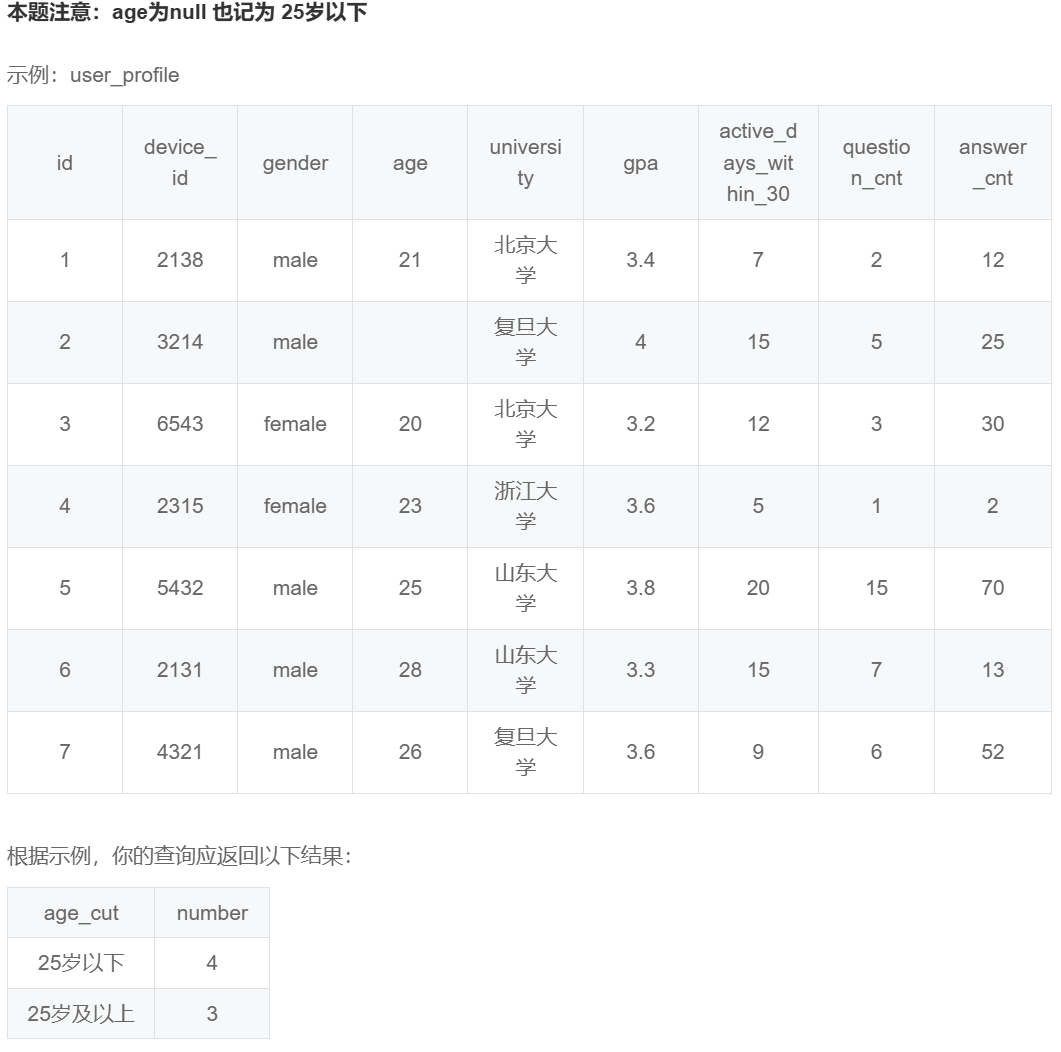 本题注意：age为null 也记为 25岁以下
示例：user_profile
id device_id gender age university gpa active_days_within_30 question_cnt answer_cnt
1 2138 male 21 北京大学 3.4 7 2 12
2 3214 male 复旦大学 4 15 5 25
3 6543 female 20 北京大学 3.2 12 3 30
4 2315 female 23 浙江大学 3.6 5 1 2
5 5432 male 25 山东大学 3.8 20 15 70
6 2131 male 28 山东大学 3.3 15 7 13
7 4321 male 26 复旦大学 3.6 9 6 52
根据示例，你的查询应返回以下结果：
age_cut number
25岁以下 4
25岁及以上 3